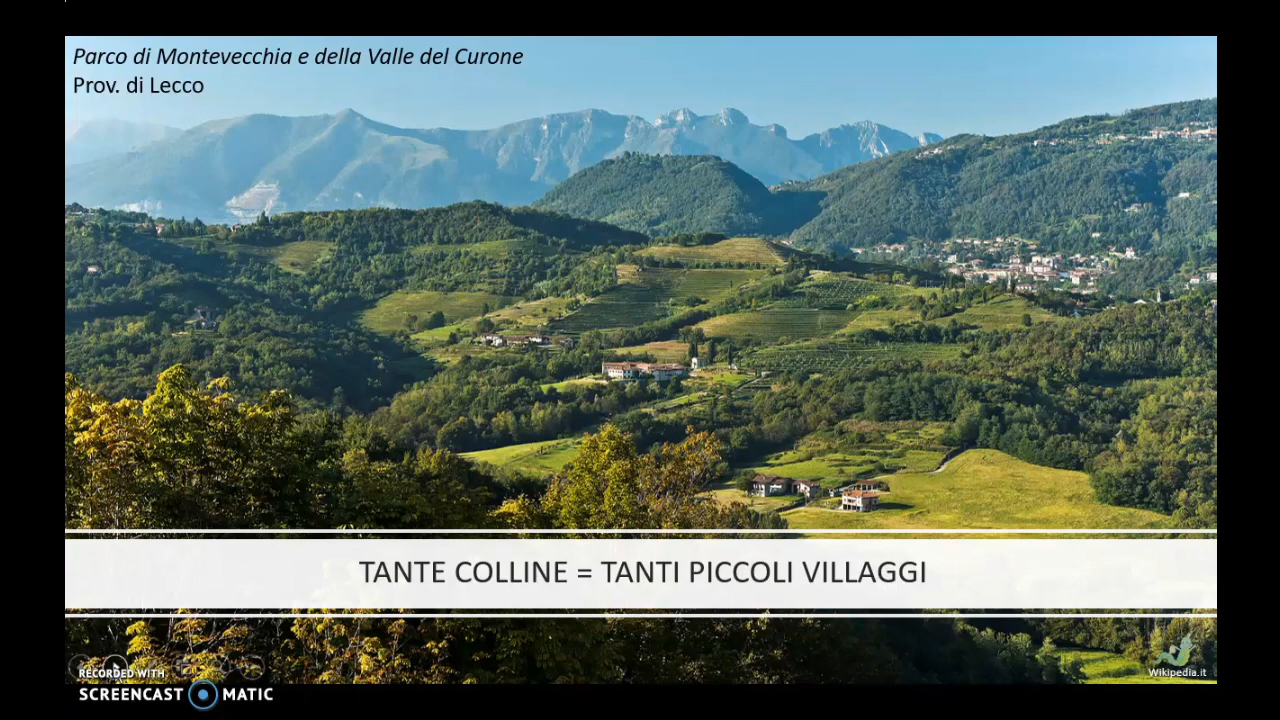 Parco di Montevecchia e della Valle del Curone
Prov. di Lecco
TANTE COLLINE = TANTI PICCOLI VILLAGGI
Wikipedia.it
RECORDED WITH
SCREENCAST MATIC